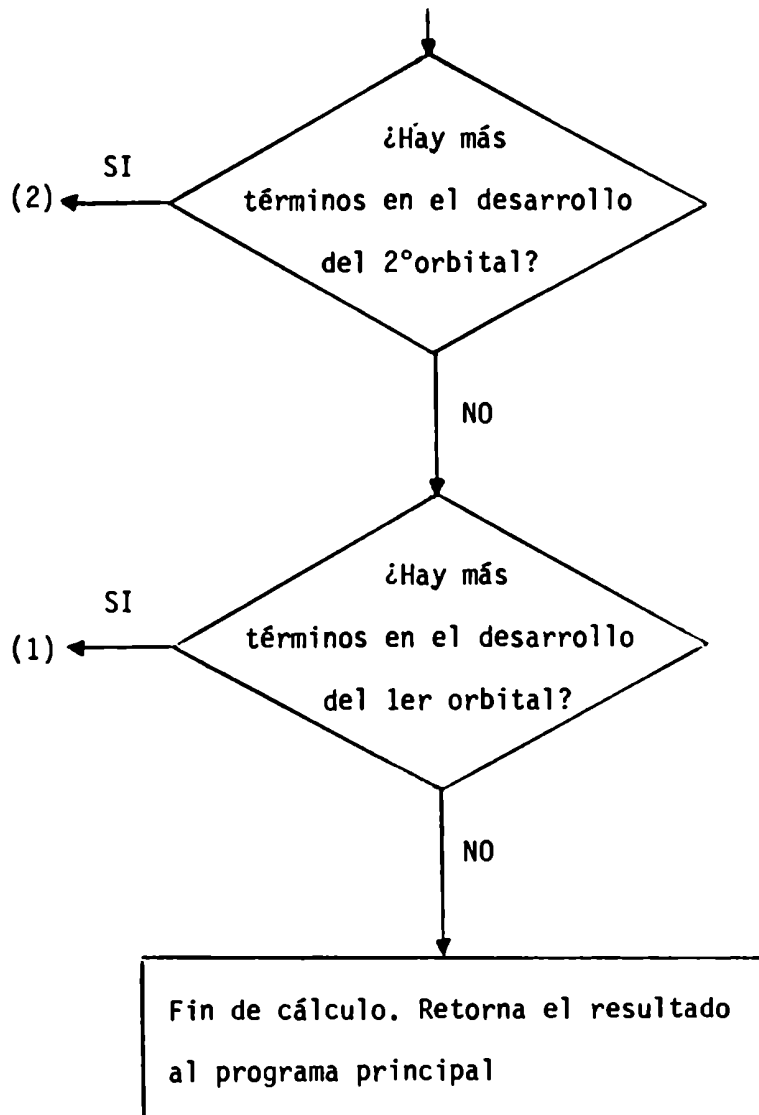 ¿Hay más
SI
(2)
términos en el desarrollo
del 2°orbital?
NO
¿Hay más
SI
(1)
términos en el desarrollo
del 1er orbital?
NO
Fin de cálculo. Retorna el resultado
al programa principal